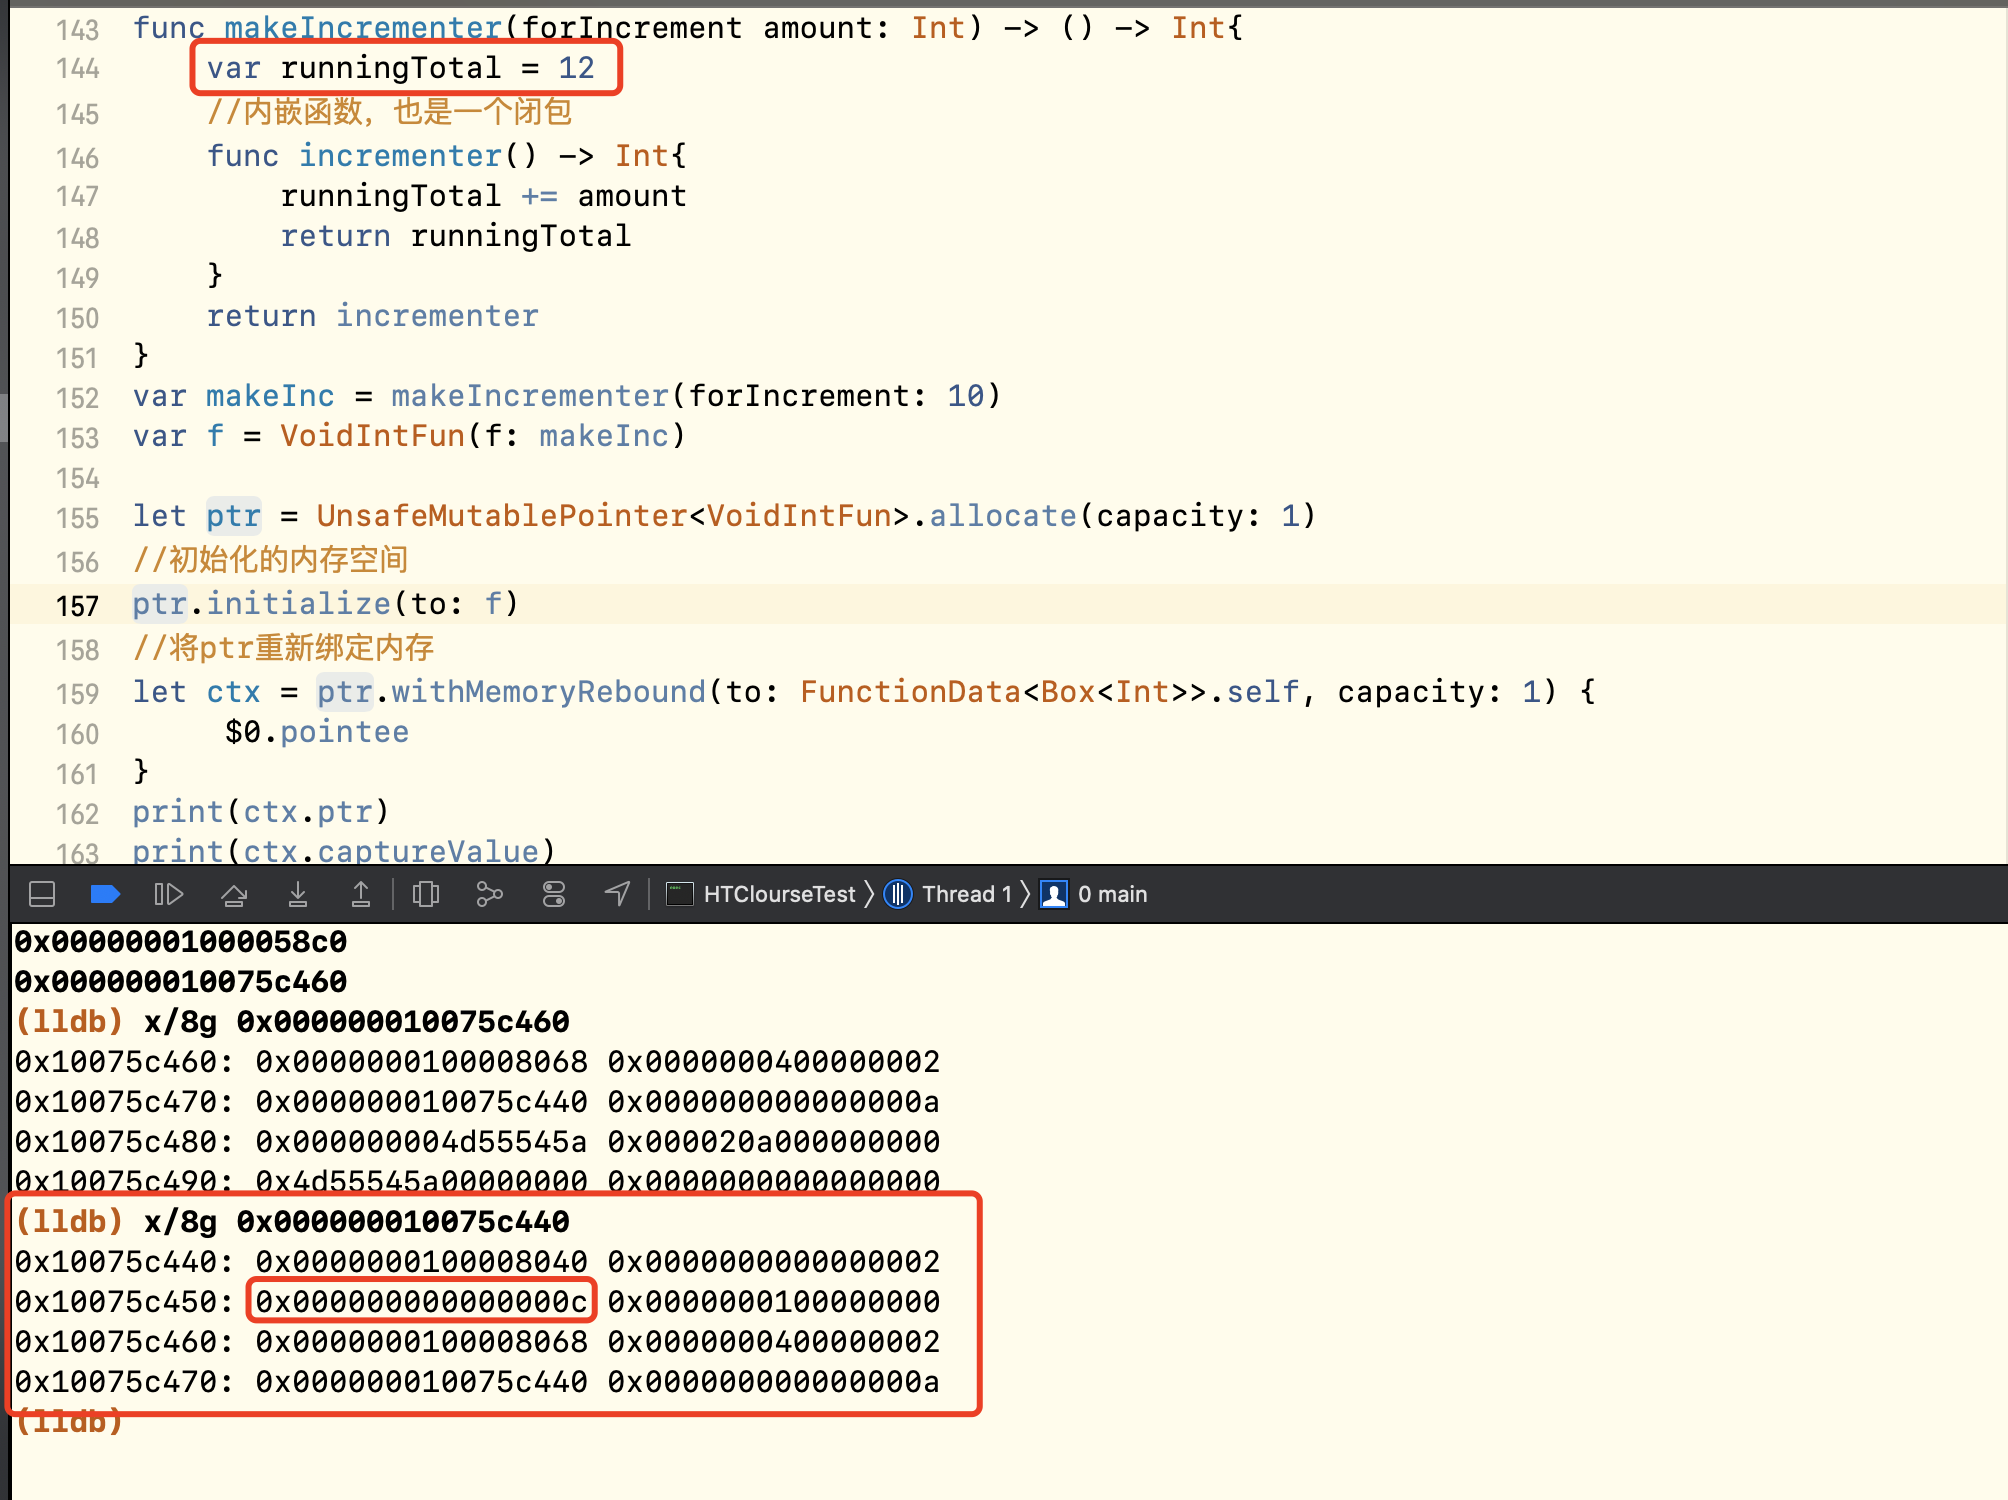 143 func makeIncrementer(forIncrement amount: Int) -> () -> Int{
144 var runningTotal = 12
145 //内嵌函数，也是一个闭包
146 func incrementer() -> Int{
147 runningTotal += amount
148 return runningTotal
149 }
150 return incrementer
151 }
152 var makeInc = makeIncrementer(forIncrement: 10)
153 var f = VoidIntFun(f: makeInc)
154
155 let ptr = UnsafeMutablePointer<VoidIntFun>.allocate(capacity: 1)
156 //初始化的内存空间
157 ptr.initialize(to: f)
158 //将ptr重新绑定内存
159 let ctx = ptr.withMemoryRebound(to: FunctionData<Box<Int>>.self, capacity: 1) {
160 $0.pointee
161 }
162 print(ctx.ptr)
163 print(ctx.captureValue)
HTClourseTest 〉 Thread 1 〉 0 main
0x00000001000058c0
0x000000010075c460
(lldb) x/8g 0x000000010075c460
0x10075c460: 0x0000000100008068 0x0000000400000002
0x10075c470: 0x000000010075c440 0x000000000000000a
0x10075c480: 0x000000004d55545a 0x000020a000000000
0x10075c490: 0x4d55545a00000000 0x0000000000000000
(lldb) x/8g 0x000000010075c440
0x10075c440: 0x0000000100008040 0x0000000000000002
0x10075c450: 0x000000000000000c 0x0000000100000000
0x10075c460: 0x0000000100008068 0x0000000400000002
0x10075c470: 0x000000010075c440 0x000000000000000a
(lldb)